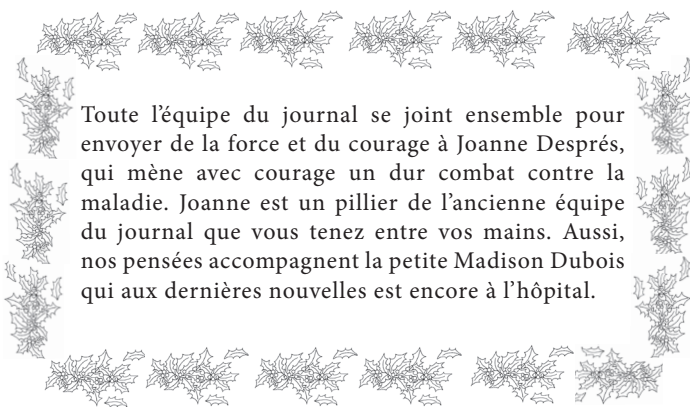 Toute l’équipe du journal se joint ensemble pour
envoyer de la force et du courage à Joanne Després,
qui mène avec courage un dur combat contre la
maladie. Joanne est un pillier de l’ancienne équipe
du journal que vous tenez entre vos mains. Aussi,
nos pensées accompagnent la petite Madison Dubois
qui aux dernières nouvelles est encore à l’hôpital.